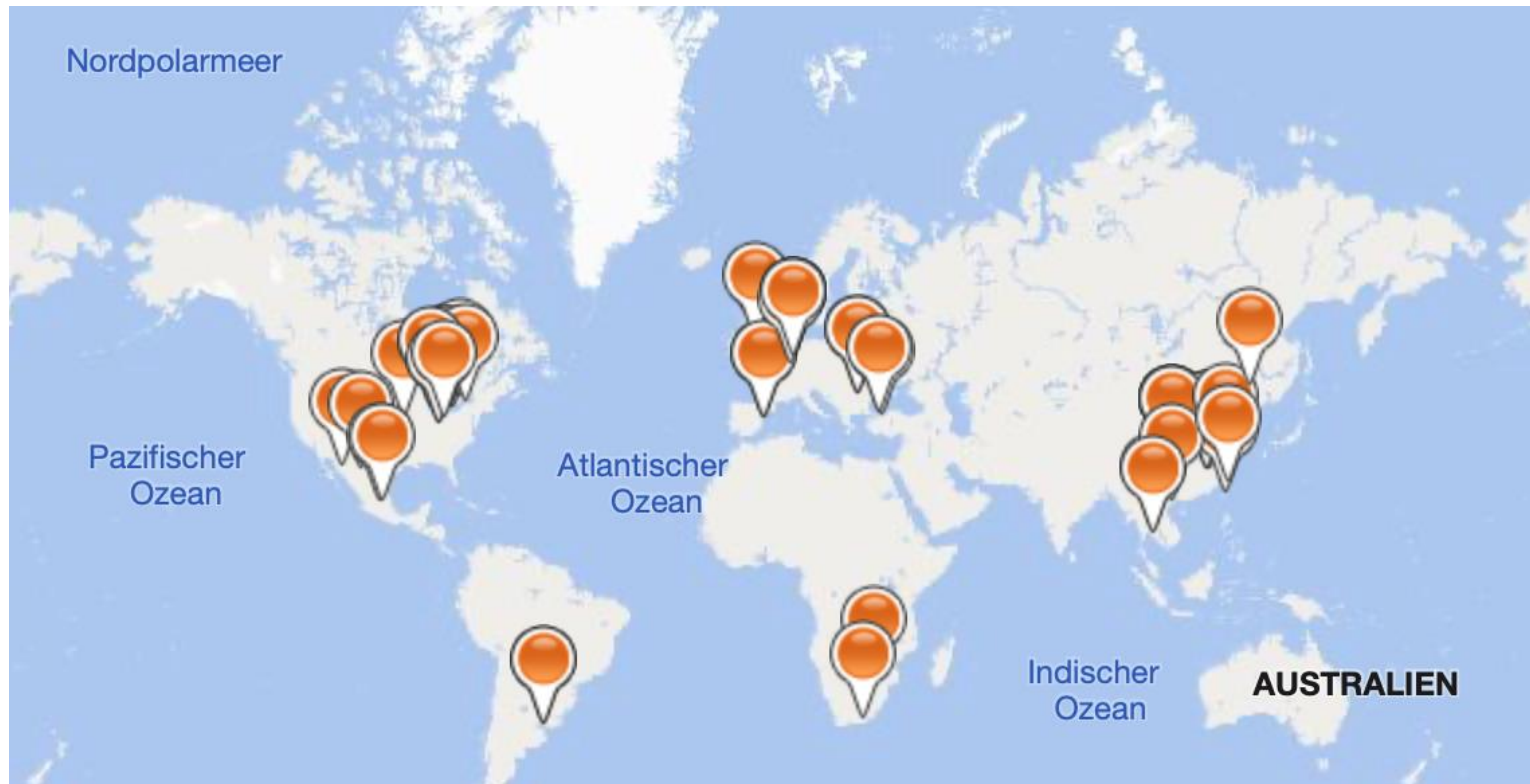 Nordpolarmeer
Pazifischer
Ozean
Atlantischer
Ozean
Indischer
Ozean
AUSTRALIEN